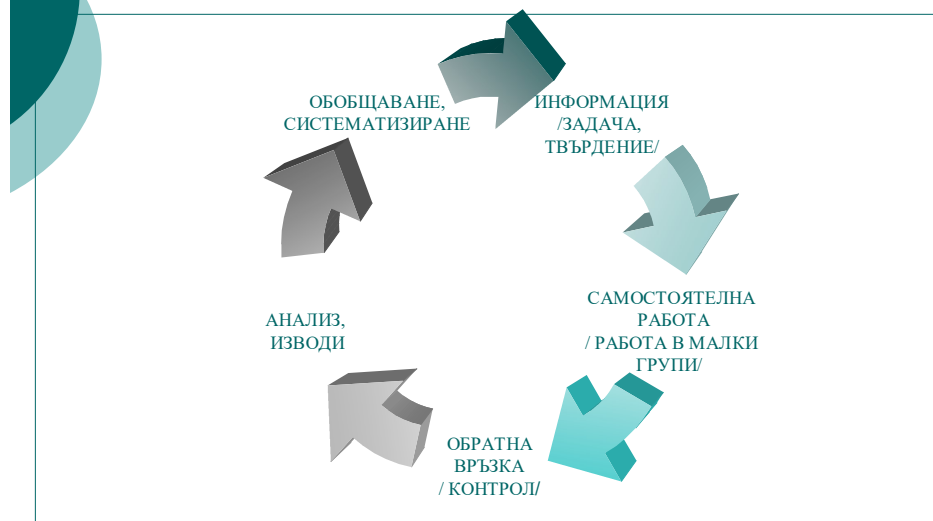 ОБОБЩАВАНЕ,
СИСТЕМАТИЗИРАНЕ
ИНФОРМАЦИЯ
/ЗАДАЧА,
ТВЪРДЕНИЕ/
САМОСТОЯТЕЛНА
РАБОТА
/ РАБОТА В МАЛКИ
ГРУПИ/
ОБРАТНА
ВРЪЗКА
/ КОНТРОЛ/
АНАЛИЗ,
ИЗВОДИ